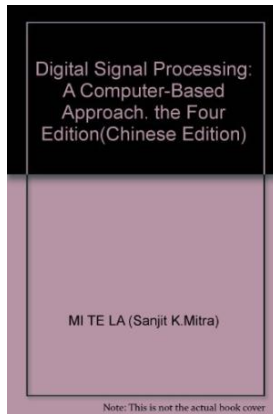 Digital Signal Processing:
A Computer-Based
Approach. the Four
Edition(Chinese Edition)
MI TE LA (Sanjit K.Mitra)
Note: This is not the actual book cover